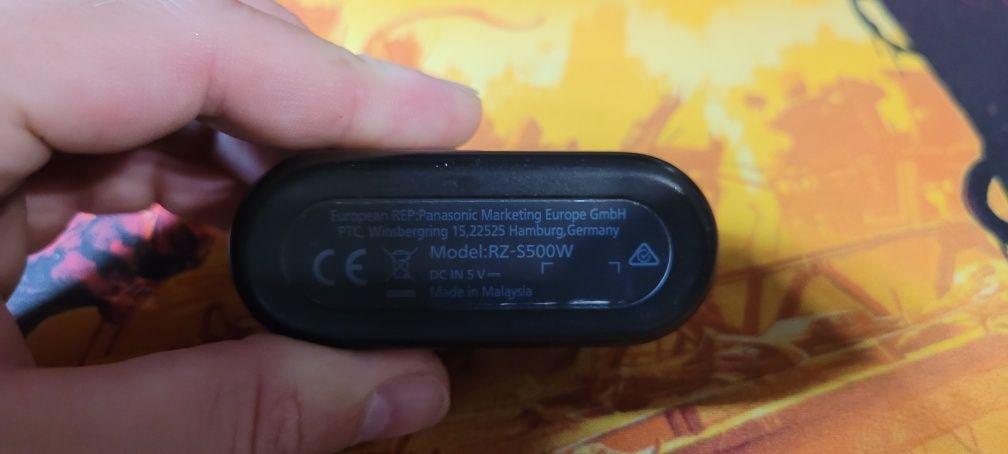 European REP:Panasonic Marketing Europe GmbH
PTC, Winsbergring 15,22525 Hamburg,Germany
CE
Model:RZ-S500W
DC IN 5 V⎓
Made in Malaysia